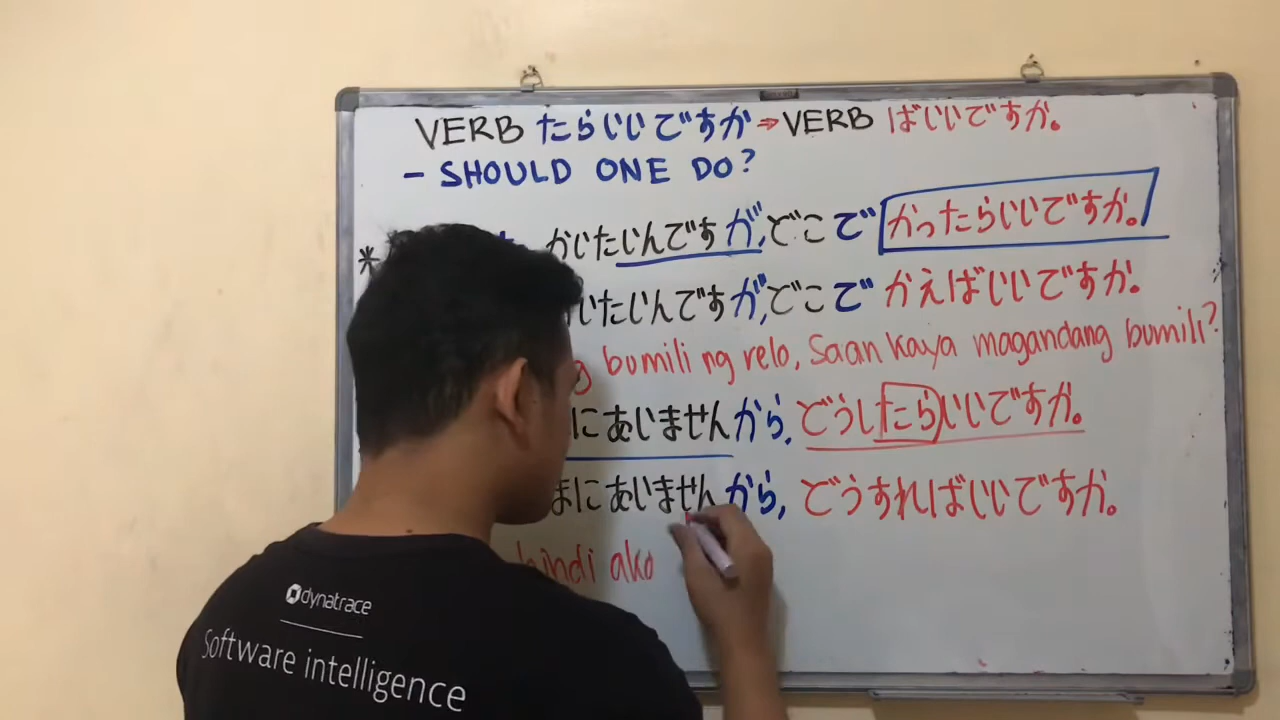 VERB たらいいですか ⇒ VERB ばいいですか。
- SHOULD ONE DO?
* かいたいんですが、どこで かったらいいですか。
いたいんですが、どこで かえばいいですか。
bumili ng relo, Saan kaya magandang bumili?
にあいませんから、どうしたらいいですか。
まにあいませんから、どうすればいいですか。
hindi ako
dynatrace
Software intelligence